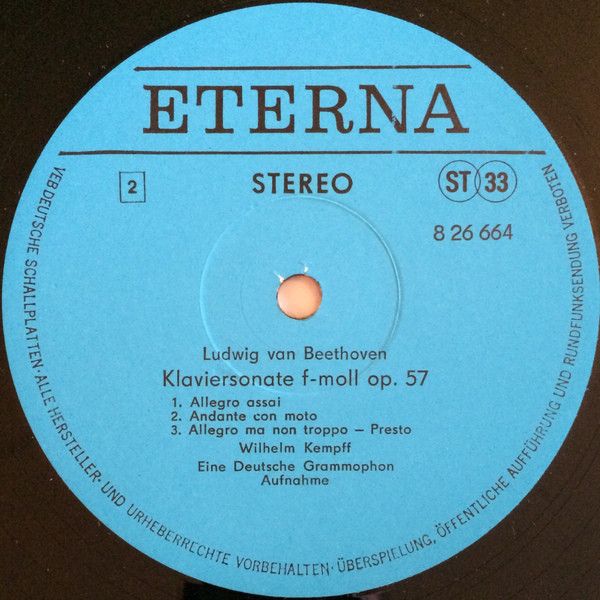 ETERNA
2 STEREO ST 33
8 26 664
Ludwig van Beethoven
Klaviersonate f-moll op. 57
1. Allegro assai
2. Andante con moto
3. Allegro ma non troppo – Presto
Wilhelm Kempff
Eine Deutsche Grammophon
Aufnahme
VEB DEUTSCHE SCHALLPLATTEN · ALLE HERSTELLER- UND URHEBERRECHTE VORBEHALTEN · ÜBERSPIELUNG, ÖFFENTLICHE AUFFÜHRUNG UND RUNDFUNKSENDUNG VERBOTEN